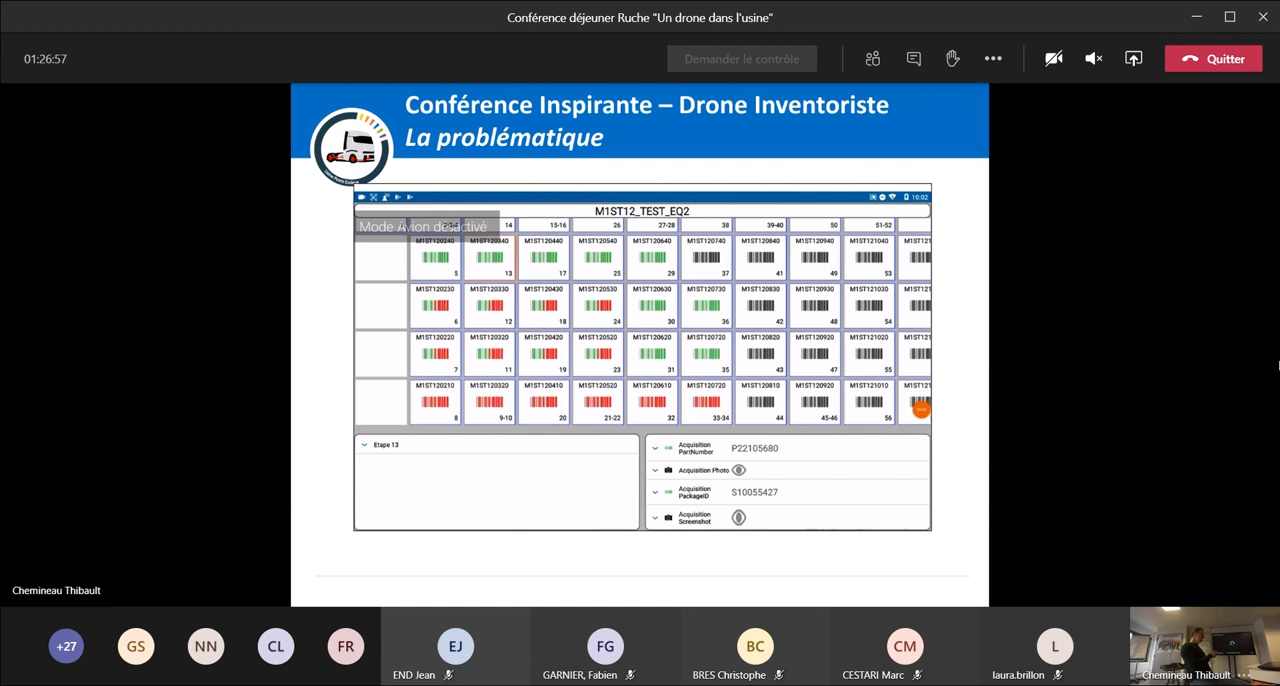 Conférence déjeuner Ruche "Un drone dans l'usine"
01:26:57
Demander le contrôle
Quitter
Conférence Inspirante – Drone Inventoriste
La problématique
10:02
M1ST12_TEST_EQ2
Mode Avion désactivé
14 15-16 26 27-28 38 39-40 50 51-52
M1ST120240 M1ST120340 M1ST120440 M1ST120540 M1ST120640 M1ST120740 M1ST120840 M1ST120940 M1ST121040 M1ST121
5 13 17 25 29 37 41 49 53
M1ST120230 M1ST120330 M1ST120430 M1ST120530 M1ST120630 M1ST120730 M1ST120830 M1ST120930 M1ST121030 M1ST121
6 12 18 24 30 36 42 48 54
M1ST120220 M1ST120320 M1ST120420 M1ST120520 M1ST120620 M1ST120720 M1ST120820 M1ST120920 M1ST121020 M1ST121
7 11 19 23 31 35 43 47 55
M1ST120210 M1ST120320 M1ST120410 M1ST120520 M1ST120610 M1ST120720 M1ST120810 M1ST120920 M1ST121010 M1ST121
8 9-10 20 21-22 32 33-34 44 45-46 56
Etape 13
Acquisition PartNumber P22105680
Acquisition Photo
Acquisition PackageID S10055427
Acquisition Screenshot
Chemineau Thibault
+27 GS NN CL FR EJ FG BC CM L
END Jean GARNIER, Fabien BRES Christophe CESTARI Marc laura.brillon Chemineau Thibault